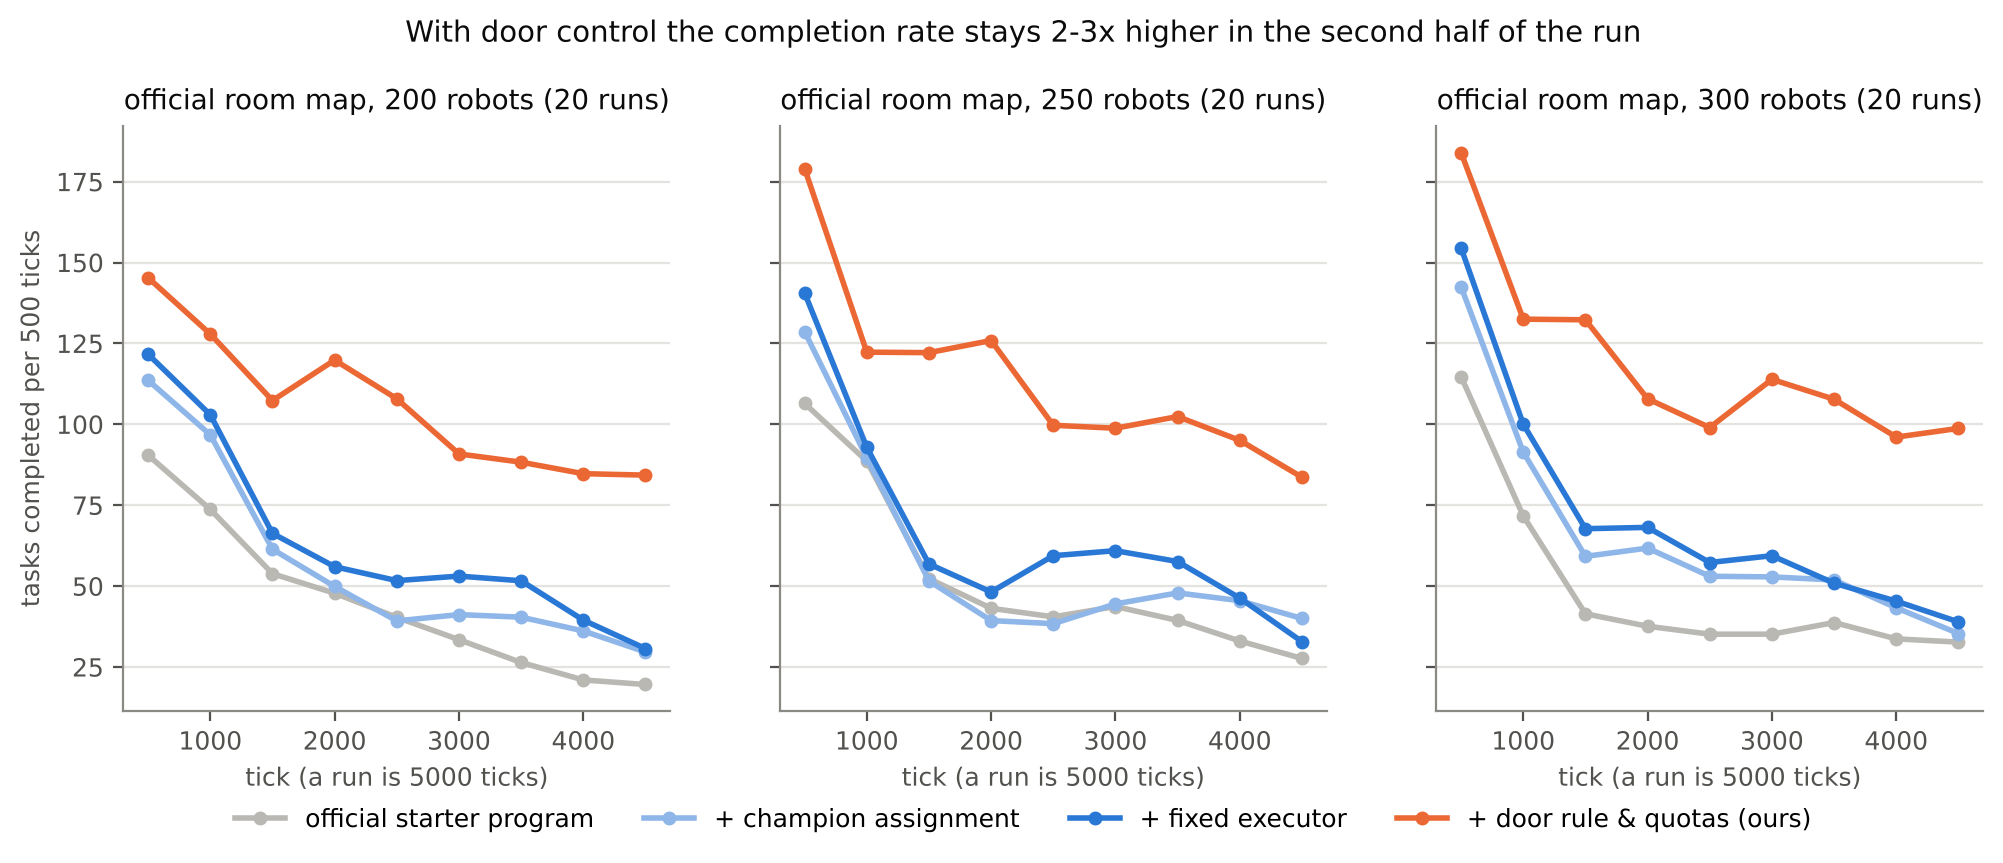 With door control the completion rate stays 2-3x higher in the second half of the run
official room map, 200 robots (20 runs)
official room map, 250 robots (20 runs)
official room map, 300 robots (20 runs)
tasks completed per 500 ticks
175
150
125
100
75
50
25
1000 2000 3000 4000
1000 2000 3000 4000
1000 2000 3000 4000
tick (a run is 5000 ticks)
tick (a run is 5000 ticks)
tick (a run is 5000 ticks)
official starter program
+ champion assignment
+ fixed executor
+ door rule & quotas (ours)